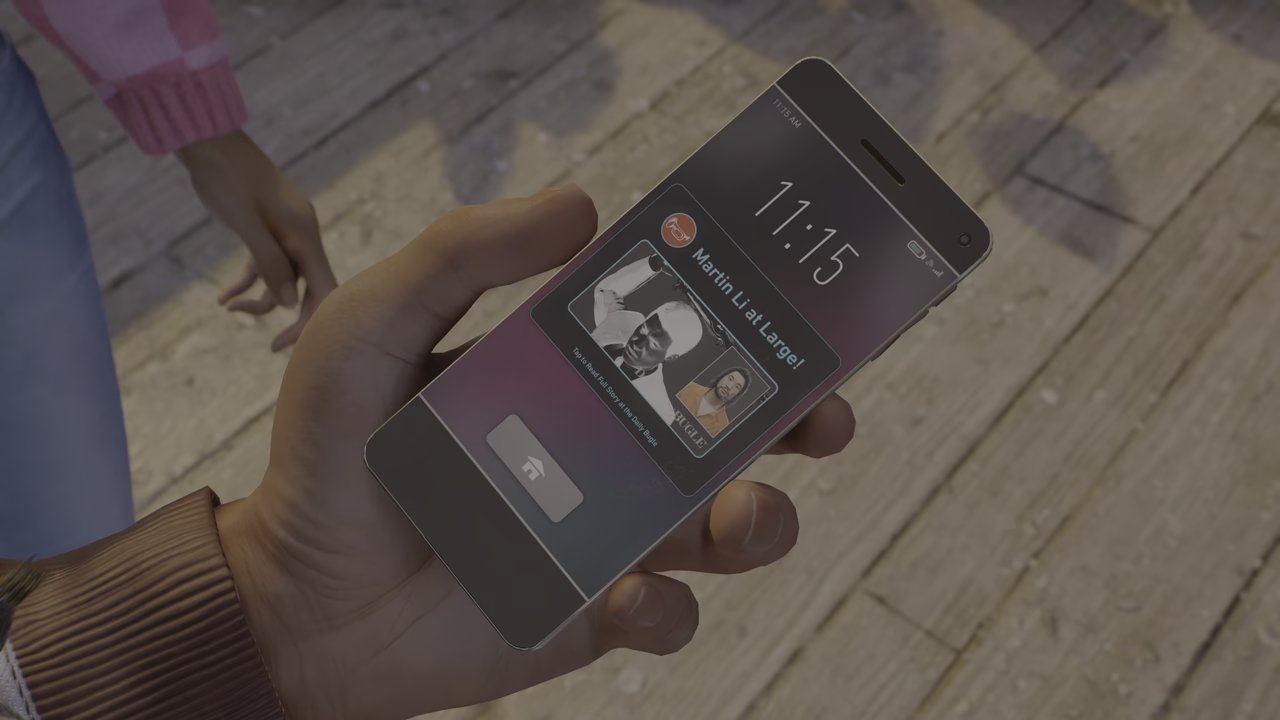 11:15 AM
11:15
Martin Li at Large!
BUGLE
Tap to Read Full Story at the Daily Bugle